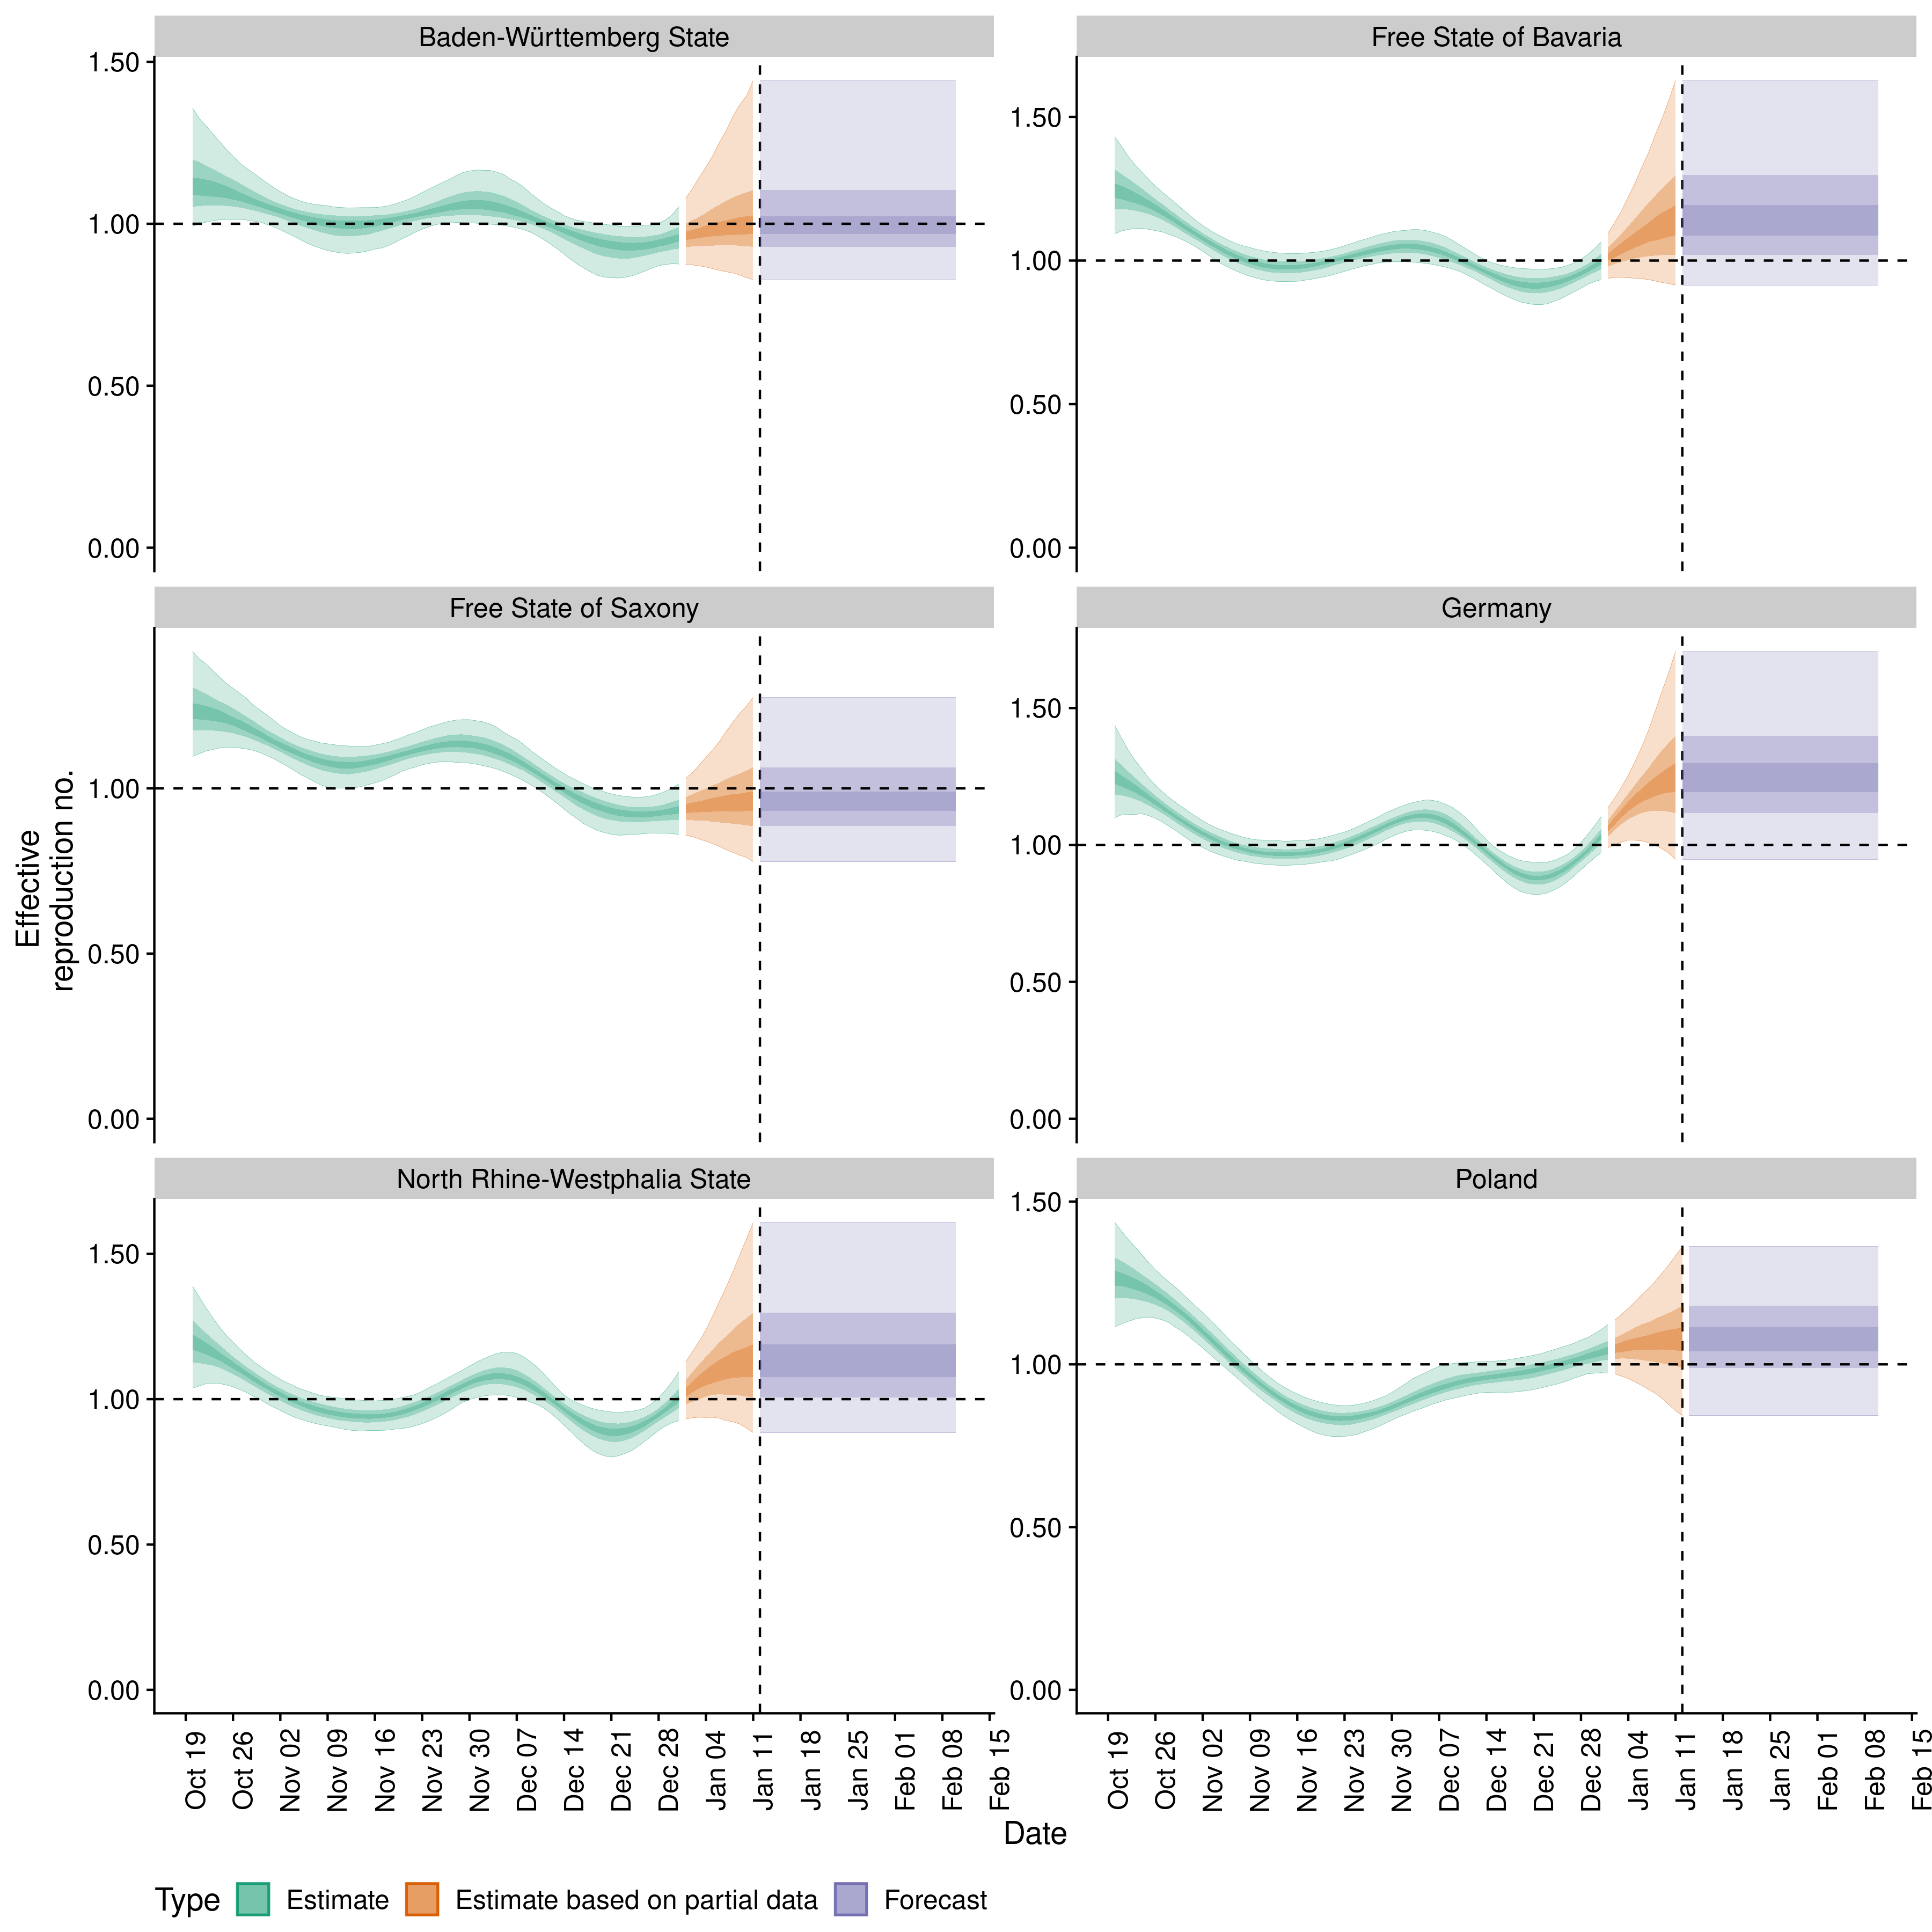 Baden-Württemberg State
Free State of Bavaria
1.50
1.00
0.50
0.00
1.50
1.00
0.50
0.00
Free State of Saxony
Germany
1.00
0.50
0.00
1.50
1.00
0.50
0.00
Effective
reproduction no.
North Rhine-Westphalia State
Poland
1.50
1.00
0.50
0.00
1.50
1.00
0.50
0.00
Oct 19 Oct 26 Nov 02 Nov 09 Nov 16 Nov 23 Nov 30 Dec 07 Dec 14 Dec 21 Dec 28 Jan 04 Jan 11 Jan 18 Jan 25 Feb 01 Feb 08 Feb 15
Oct 19 Oct 26 Nov 02 Nov 09 Nov 16 Nov 23 Nov 30 Dec 07 Dec 14 Dec 21 Dec 28 Jan 04 Jan 11 Jan 18 Jan 25 Feb 01 Feb 08 Feb 15
Date
Type Estimate Estimate based on partial data Forecast